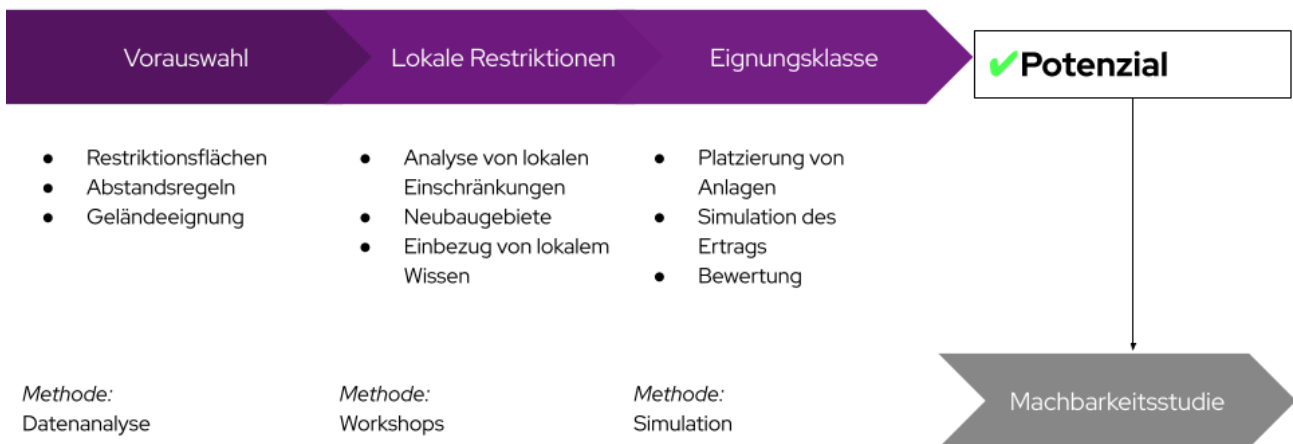 Vorauswahl
Lokale Restriktionen
Eignungsklasse
✔Potenzial
● Restriktionsflächen
● Abstandsregeln
● Geländeeignung
● Analyse von lokalen
Einschränkungen
● Neubaugebiete
● Einbezug von lokalem
Wissen
● Platzierung von
Anlagen
● Simulation des
Ertrags
● Bewertung
Methode:
Datenanalyse
Methode:
Workshops
Methode:
Simulation
Machbarkeitsstudie